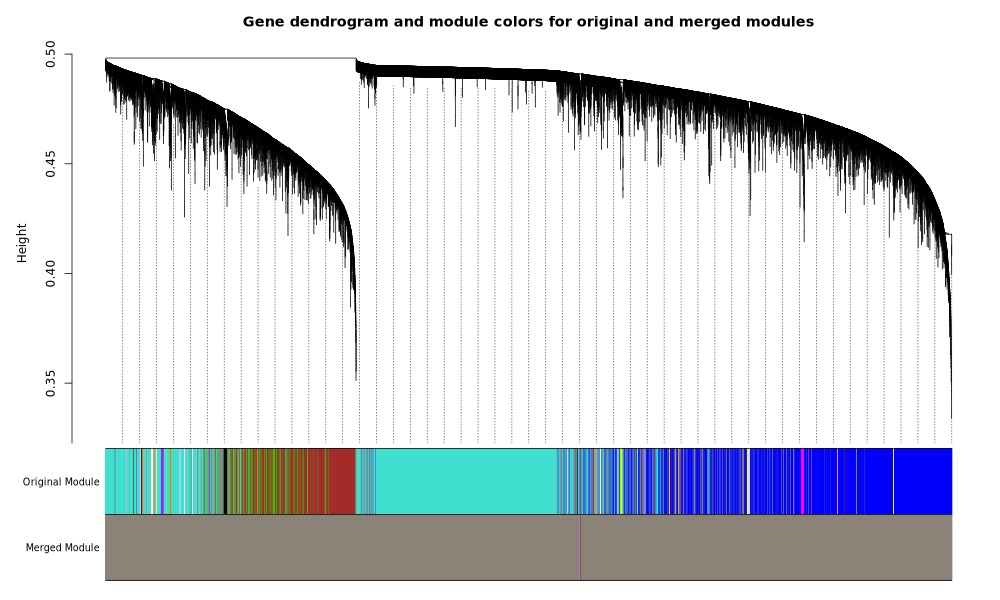 Gene dendrogram and module colors for original and merged modules
0.50
0.45
0.40
0.35
Height
Original Module
Merged Module